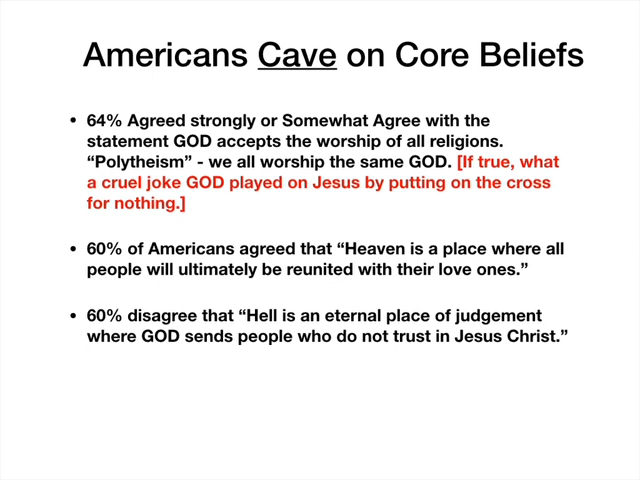 Americans Cave on Core Beliefs
• 64% Agreed strongly or Somewhat Agree with the
statement GOD accepts the worship of all religions.
“Polytheism” - we all worship the same GOD. [If true, what
a cruel joke GOD played on Jesus by putting on the cross
for nothing.]
• 60% of Americans agreed that “Heaven is a place where all
people will ultimately be reunited with their love ones.”
• 60% disagree that “Hell is an eternal place of judgement
where GOD sends people who do not trust in Jesus Christ.”